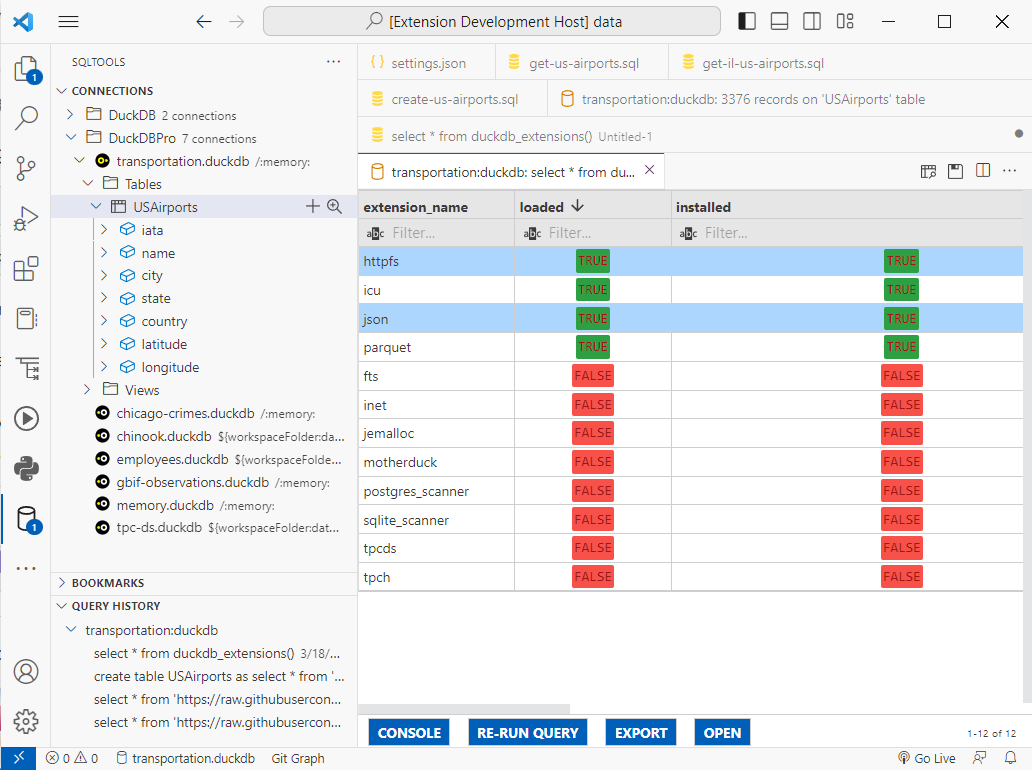 [Extension Development Host] data
1
SQLTOOLS
CONNECTIONS
DuckDB 2 connections
DuckDBPro 7 connections
transportation.duckdb /:memory:
Tables
USAirports
iata
name
city
state
country
latitude
longitude
Views
chicago-crimes.duckdb /:memory:
chinook.duckdb ${workspaceFolder:da...
employees.duckdb ${workspaceFolde...
gbif-observations.duckdb /:memory:
memory.duckdb /:memory:
tpc-ds.duckdb ${workspaceFolder:dat...
1
BOOKMARKS
QUERY HISTORY
transportation:duckdb
select * from duckdb_extensions() 3/18/...
create table USAirports as select * from '...
select * from 'https://raw.githubusercon...
select * from 'https://raw.githubusercon...
settings.json get-us-airports.sql get-il-us-airports.sql
create-us-airports.sql transportation:duckdb: 3376 records on 'USAirports' table
select * from duckdb_extensions() Untitled-1
transportation:duckdb: select * from du...
extension_name loaded installed
abc Filter... abc Filter... abc Filter...
httpfs TRUE TRUE
icu TRUE TRUE
json TRUE TRUE
parquet TRUE TRUE
fts FALSE FALSE
inet FALSE FALSE
jemalloc FALSE FALSE
motherduck FALSE FALSE
postgres_scanner FALSE FALSE
sqlite_scanner FALSE FALSE
tpcds FALSE FALSE
tpch FALSE FALSE
CONSOLE RE-RUN QUERY EXPORT OPEN 1-12 of 12
0 0 transportation.duckdb Git Graph Go Live